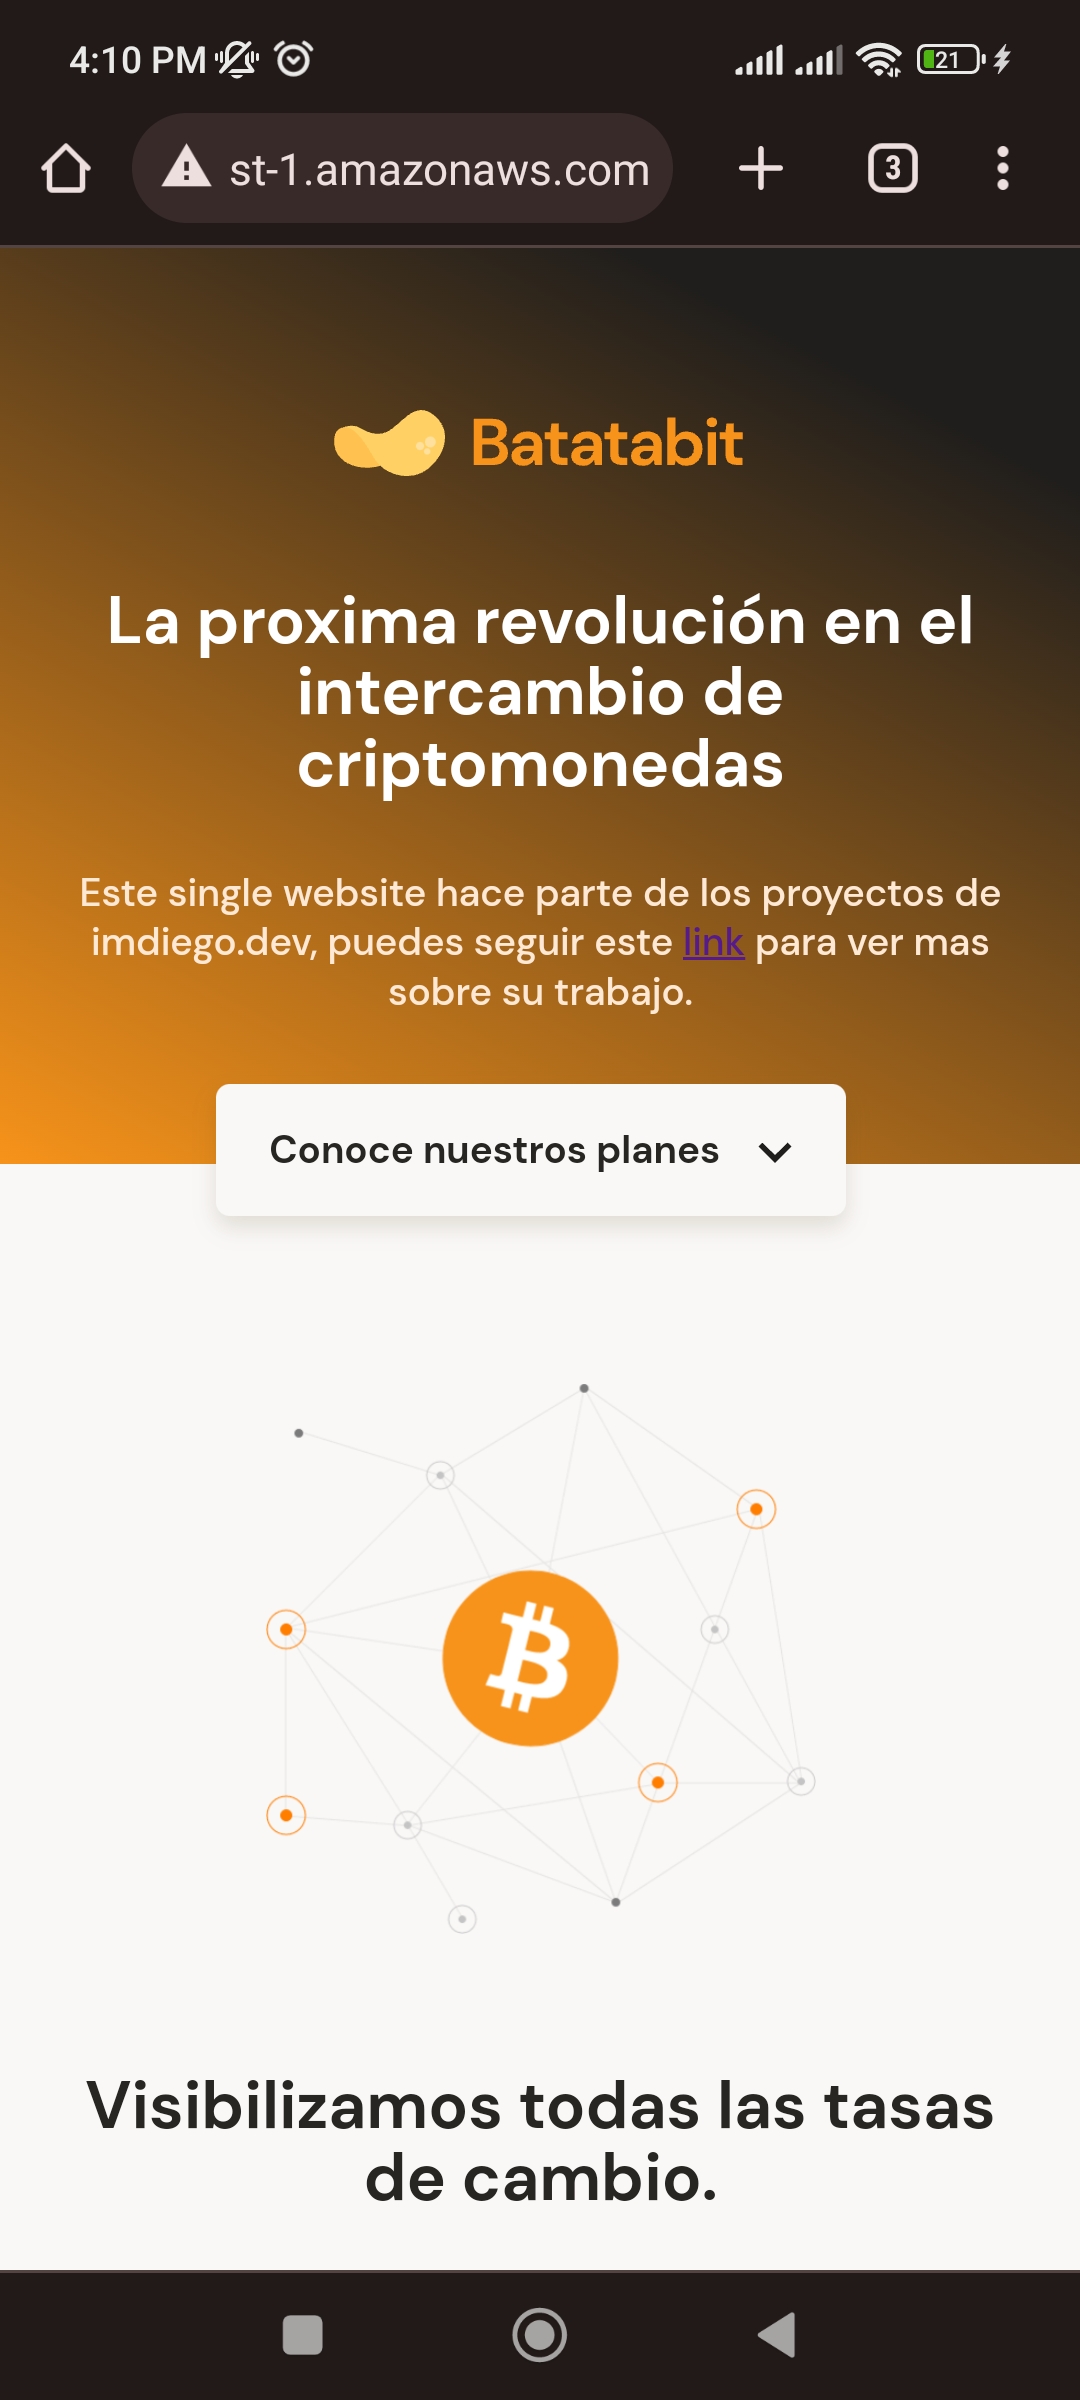 4:10 PM
21
st-1.amazonaws.com
3
Batatabit
La proxima revolución en el
intercambio de
criptomonedas
Este single website hace parte de los proyectos de
imdiego.dev, puedes seguir este link para ver mas
sobre su trabajo.
Conoce nuestros planes
Visibilizamos todas las tasas
de cambio.